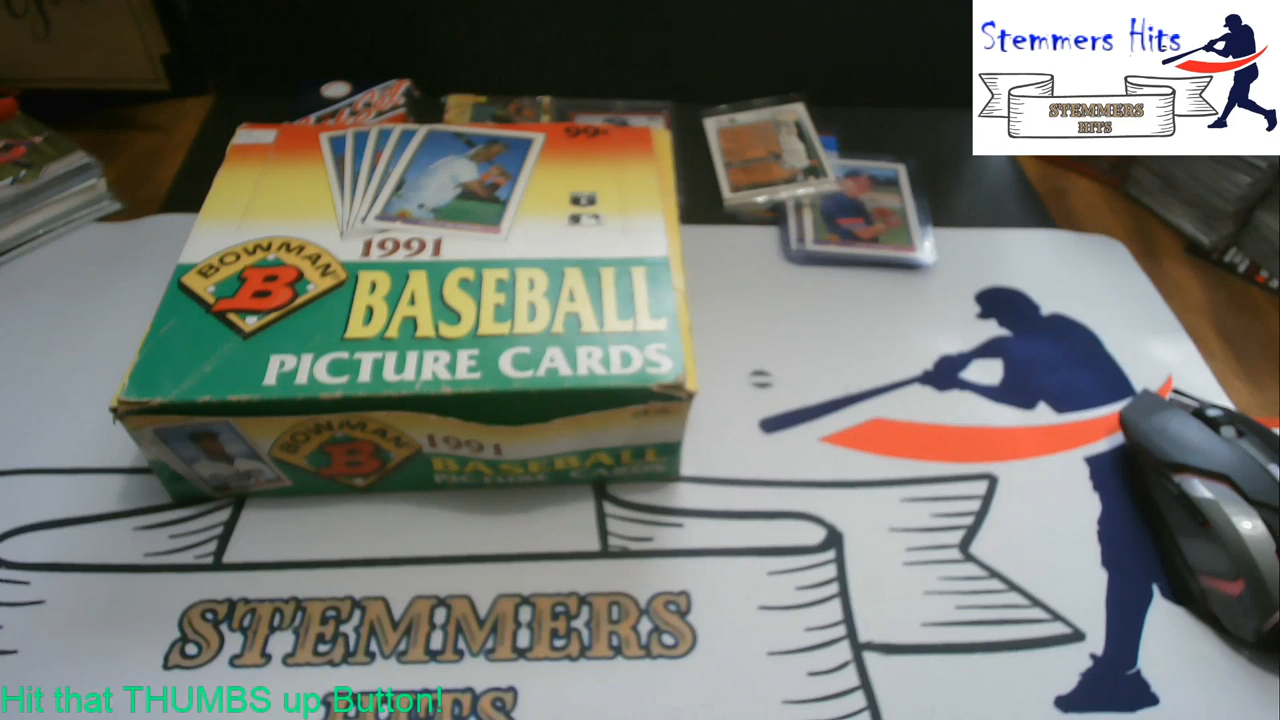 Stemmers Hits
STEMMERS
HITS
99¢
1991
BOWMAN
B
BASEBALL
PICTURE CARDS
BOWMAN
B
1991
BASEBALL
PICTURE CARDS
STEMMERS
HITS
Hit that THUMBS up Button!